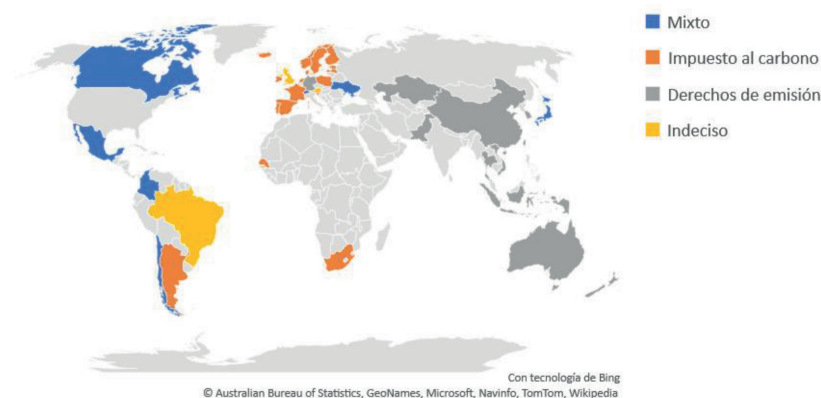 Mixto
Impuesto al carbono
Derechos de emisión
Indeciso
Con tecnología de Bing
© Australian Bureau of Statistics, GeoNames, Microsoft, Navinfo, TomTom, Wikipedia